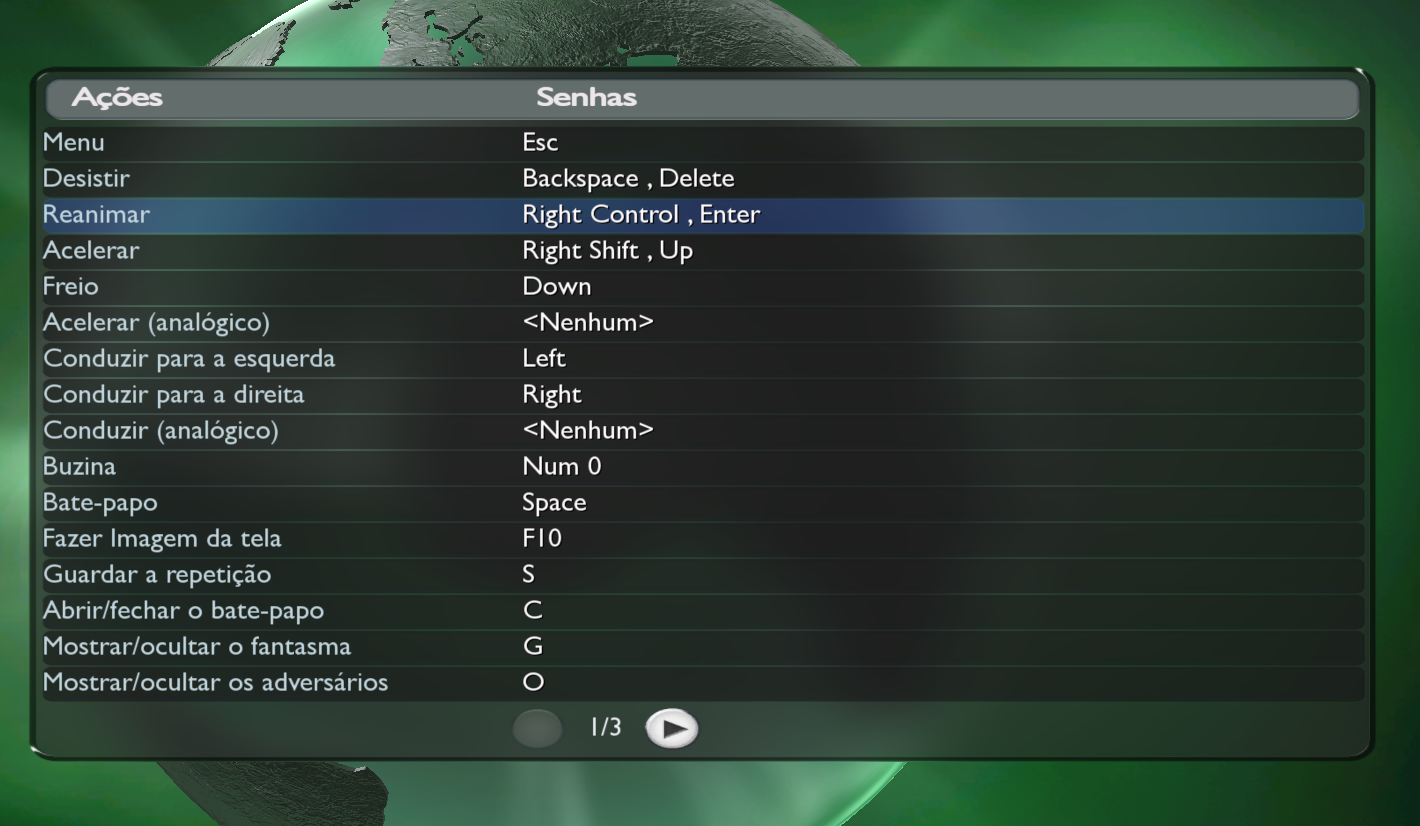 Ações Senhas
Menu Esc
Desistir Backspace , Delete
Reanimar Right Control , Enter
Acelerar Right Shift , Up
Freio Down
Acelerar (analógico) <Nenhum>
Conduzir para a esquerda Left
Conduzir para a direita Right
Conduzir (analógico) <Nenhum>
Buzina Num 0
Bate-papo Space
Fazer Imagem da tela F10
Guardar a repetição S
Abrir/fechar o bate-papo C
Mostrar/ocultar o fantasma G
Mostrar/ocultar os adversários O
1/3